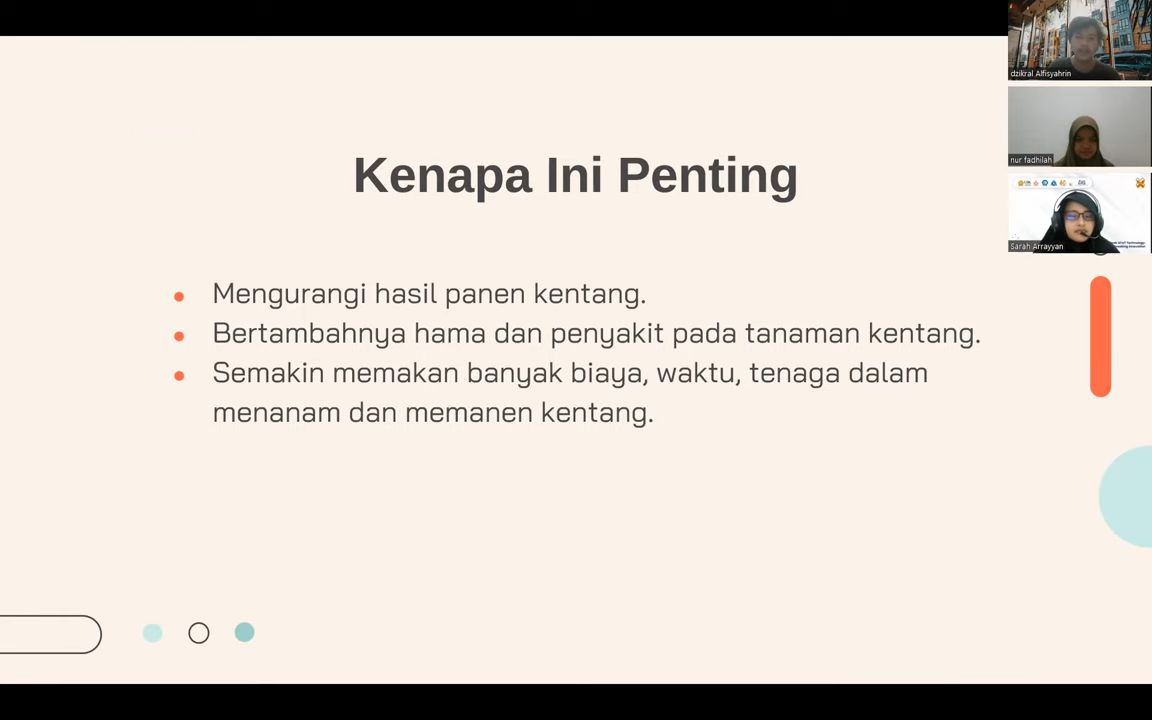 Kenapa Ini Penting
Mengurangi hasil panen kentang.
Bertambahnya hama dan penyakit pada tanaman kentang.
Semakin memakan banyak biaya, waktu, tenaga dalam
menanam dan memanen kentang.
dzikral Alfisyahrin
nur fadhilah
Sarah Arrayyan